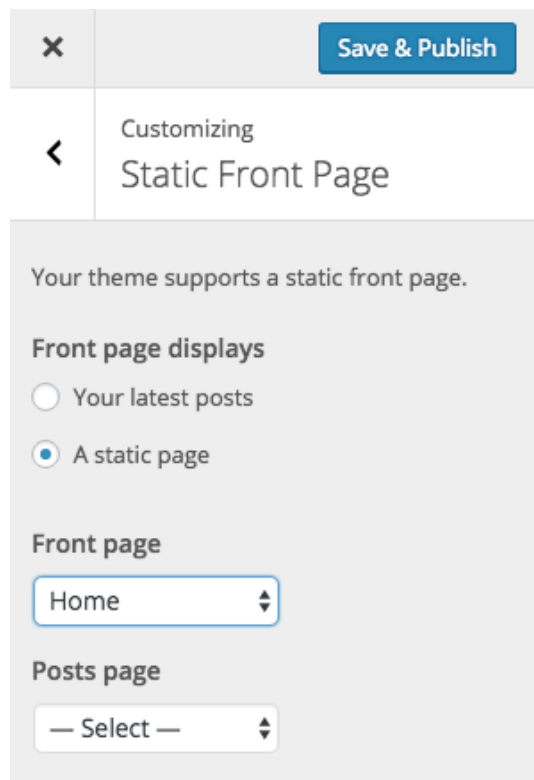 Save & Publish
Customizing
Static Front Page
Your theme supports a static front page.
Front page displays
Your latest posts
A static page
Front page
Home
Posts page
— Select —